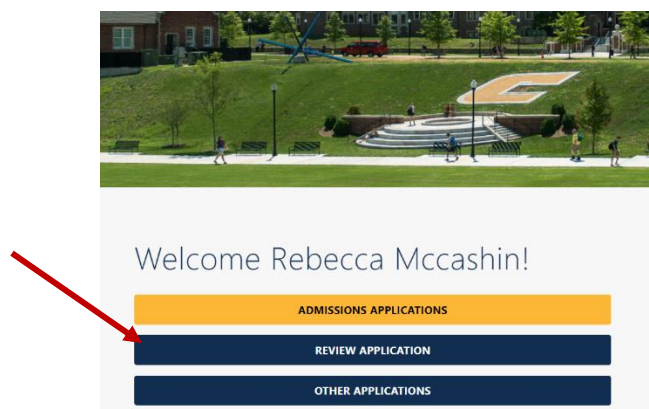 C
Welcome Rebecca Mccashin!
ADMISSIONS APPLICATIONS
REVIEW APPLICATION
OTHER APPLICATIONS